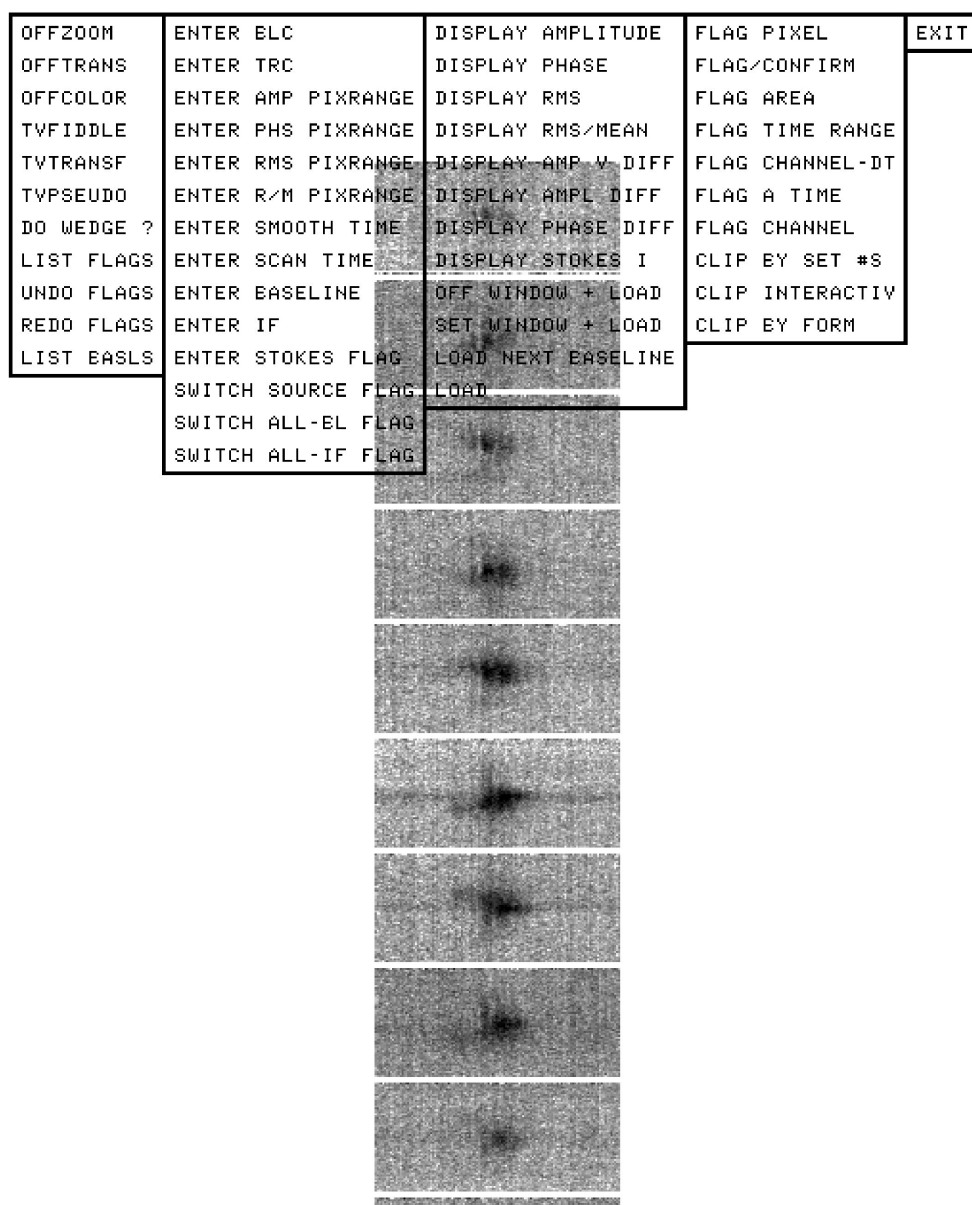 OFFZOOM
OFFTRANS
OFFCOLOR
TVFIDDLE
TVTRANSF
TVPSEUDO
DO WEDGE ?
LIST FLAGS
UNDO FLAGS
REDO FLAGS
LIST BASLS
ENTER BLC
ENTER TRC
ENTER AMP PIXRANGE
ENTER PHS PIXRANGE
ENTER RMS PIXRANGE
ENTER R/M PIXRANGE
ENTER SMOOTH TIME
ENTER SCAN TIME
ENTER BASELINE
ENTER IF
ENTER STOKES FLAG
SWITCH SOURCE FLAG
SWITCH ALL-BL FLAG
SWITCH ALL-IF FLAG
DISPLAY AMPLITUDE
DISPLAY PHASE
DISPLAY RMS
DISPLAY RMS/MEAN
DISPLAY AMP V DIFF
DISPLAY AMPL DIFF
DISPLAY PHASE DIFF
DISPLAY STOKES I
OFF WINDOW + LOAD
SET WINDOW + LOAD
LOAD NEXT BASELINE
LOAD
FLAG PIXEL
FLAG/CONFIRM
FLAG AREA
FLAG TIME RANGE
FLAG CHANNEL-DT
FLAG A TIME
FLAG CHANNEL
CLIP BY SET #S
CLIP INTERACTIV
CLIP BY FORM
EXIT